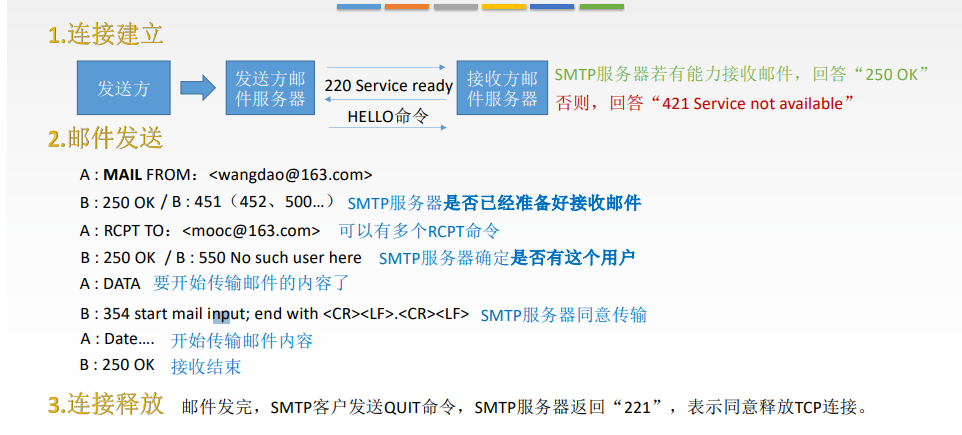 1.连接建立
发送方
发送方邮件服务器
220 Service ready
HELLO命令
接收方邮件服务器
SMTP服务器若有能力接收邮件，回答“250 OK”
否则，回答“421 Service not available”
2.邮件发送
A : MAIL FROM：<wangdao@163.com>
B : 250 OK / B : 451（452、500…） SMTP服务器是否已经准备好接收邮件
A : RCPT TO：<mooc@163.com> 可以有多个RCPT命令
B : 250 OK / B : 550 No such user here SMTP服务器确定是否有这个用户
A : DATA 要开始传输邮件的内容了
B : 354 start mail input; end with <CR><LF>.<CR><LF> SMTP服务器同意传输
A : Date…. 开始传输邮件内容
B : 250 OK 接收结束
3.连接释放 邮件发完，SMTP客户发送QUIT命令，SMTP服务器返回“221”，表示同意释放TCP连接。